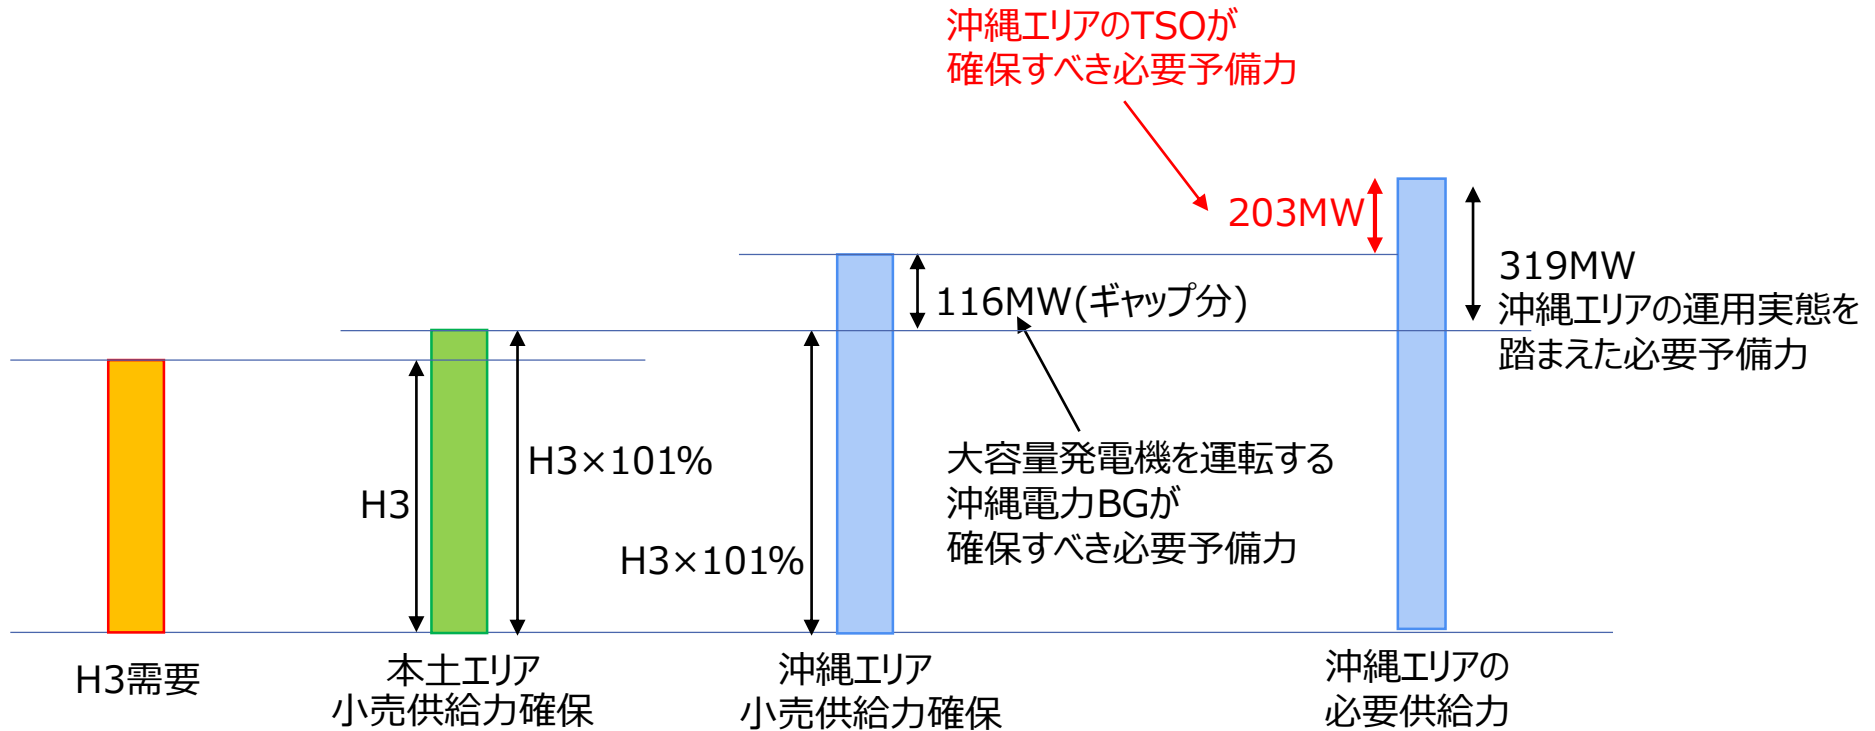 沖縄エリアのTSOが
確保すべき必要予備力
203MW
319MW
沖縄エリアの運用実態を
踏まえた必要予備力
116MW(ギャップ分)
大容量発電機を運転する
沖縄電力BGが
確保すべき必要予備力
H3×101%
H3
H3×101%
H3需要
本土エリア
小売供給力確保
沖縄エリア
小売供給力確保
沖縄エリアの
必要供給力